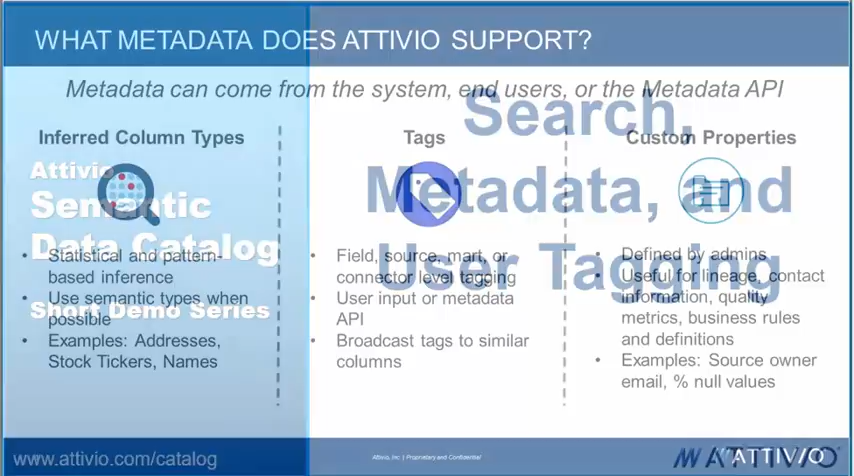 WHAT METADATA DOES ATTIVIO SUPPORT?
Metadata can come from the system, end users, or the Metadata API
Search,
Metadata, and
User Tagging
Attivio
Semantic
Data Catalog
Short Demo Series
Inferred Column Types
• Statistical and pattern-
based inference
• Use semantic types when
possible
• Examples: Addresses,
Stock Tickers, Names
Tags
• Field, source, mart, or
connector level tagging
• User input or metadata
API
• Broadcast tags to similar
columns
Custom Properties
• Defined by admins
• Useful for lineage, contact
information, quality
metrics, business rules
and definitions
• Examples: Source owner
email, % null values
www.attivio.com/catalog
Attivio, Inc. | Proprietary and Confidential
ATTIVIO